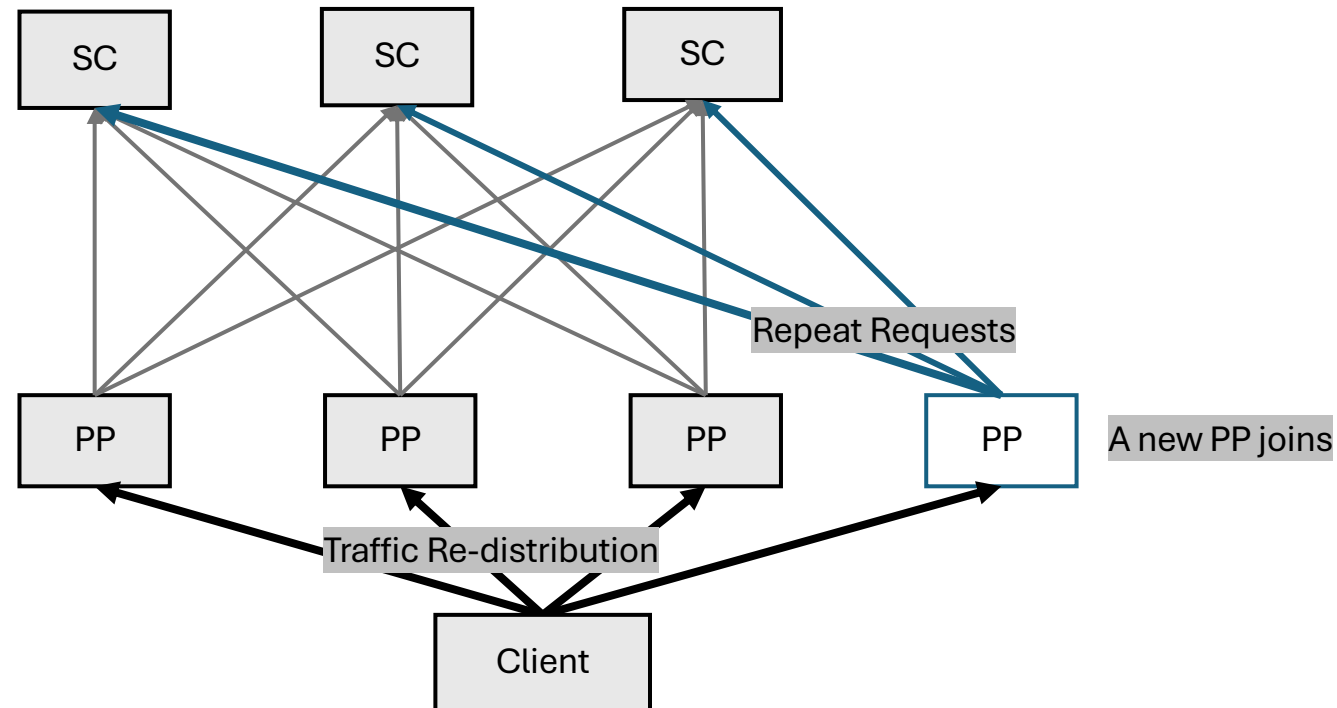 SC
SC
SC
Repeat Requests
PP
PP
PP
PP
A new PP joins
Traffic Re-distribution
Client